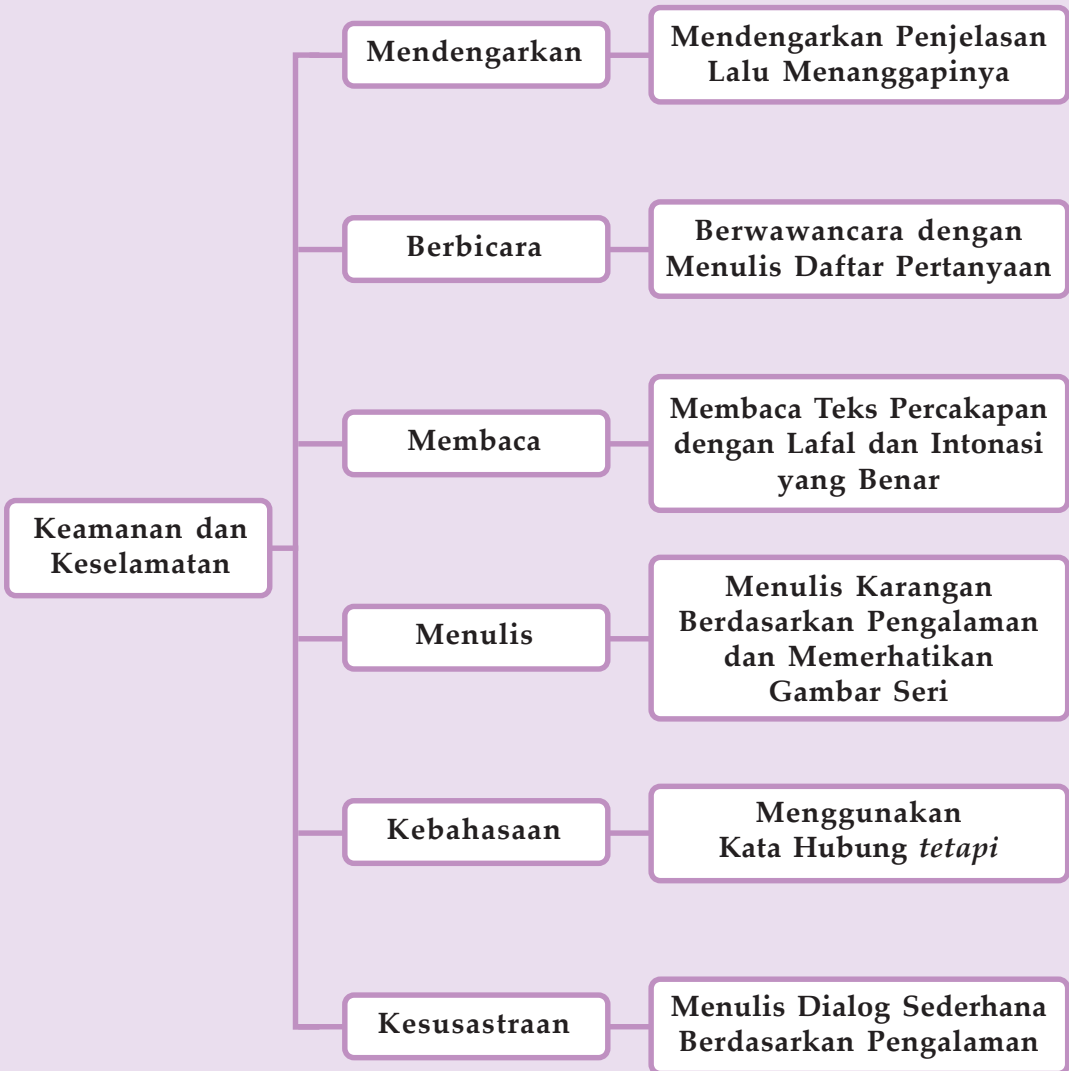 Mendengarkan
Mendengarkan Penjelasan
Lalu Menanggapinya
Berbicara
Berwawancara dengan
Menulis Daftar Pertanyaan
Membaca
Membaca Teks Percakapan
dengan Lafal dan Intonasi
yang Benar
Keamanan dan
Keselamatan
Menulis
Menulis Karangan
Berdasarkan Pengalaman
dan Memerhatikan
Gambar Seri
Kebahasaan
Menggunakan
Kata Hubung tetapi
Kesusastraan
Menulis Dialog Sederhana
Berdasarkan Pengalaman